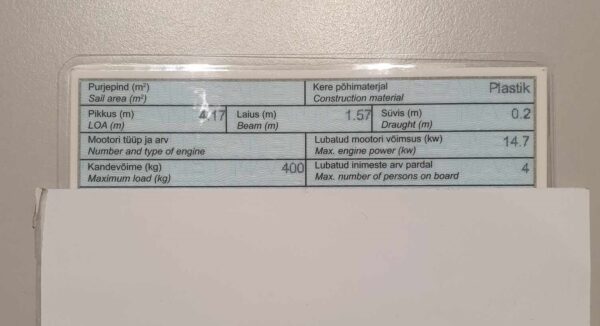 Purjepind (m²) Kere põhimaterjal Plastik
Sail area (m²) Construction material
Pikkus (m) 4.17 Laius (m) 1.57 Süvis (m) 0.2
LOA (m) Beam (m) Draught (m)
Mootori tüüp ja arv Lubatud mootori võimsus (kw) 14.7
Number and type of engine Max. engine power (kw)
Kandevõime (kg) 400 Lubatud inimeste arv pardal 4
Maximum load (kg) Max. number of persons on board